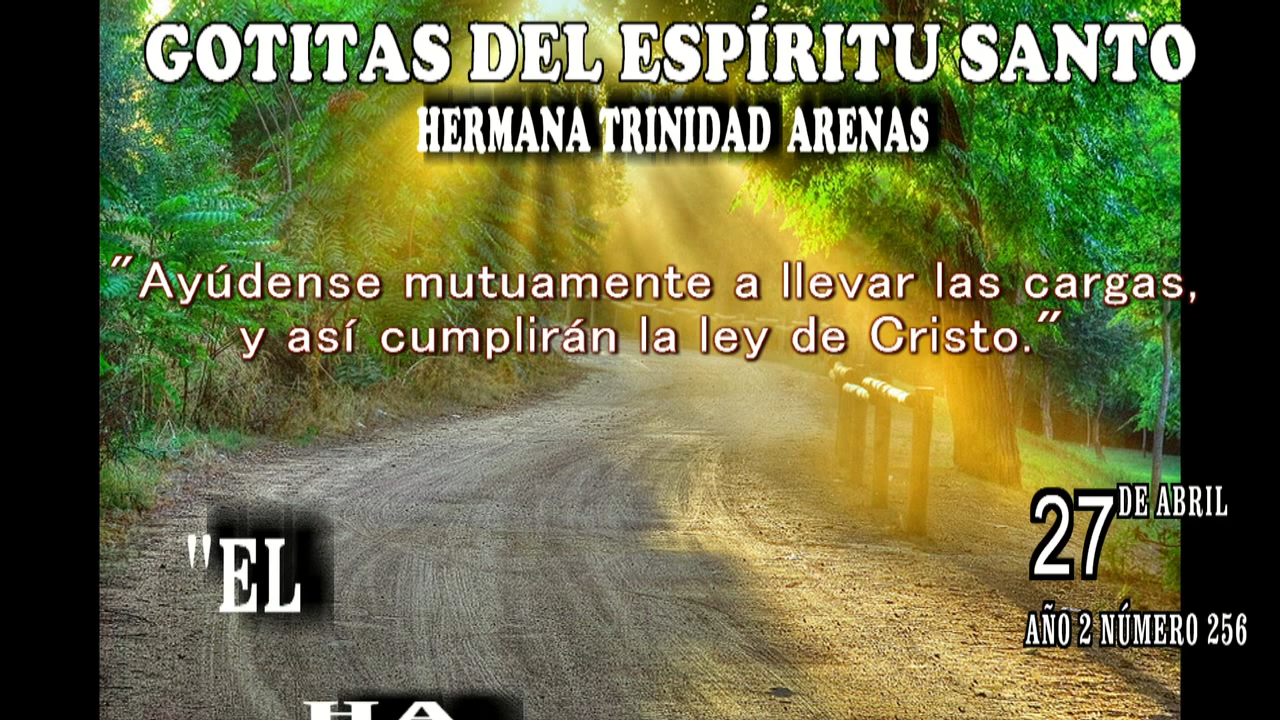 GOTITAS DEL ESPÍRITU SANTO
HERMANA TRINIDAD ARENAS
"Ayúdense mutuamente a llevar las cargas,
y así cumplirán la ley de Cristo."
27 DE ABRIL
"EL
AÑO 2 NÚMERO 256
HA